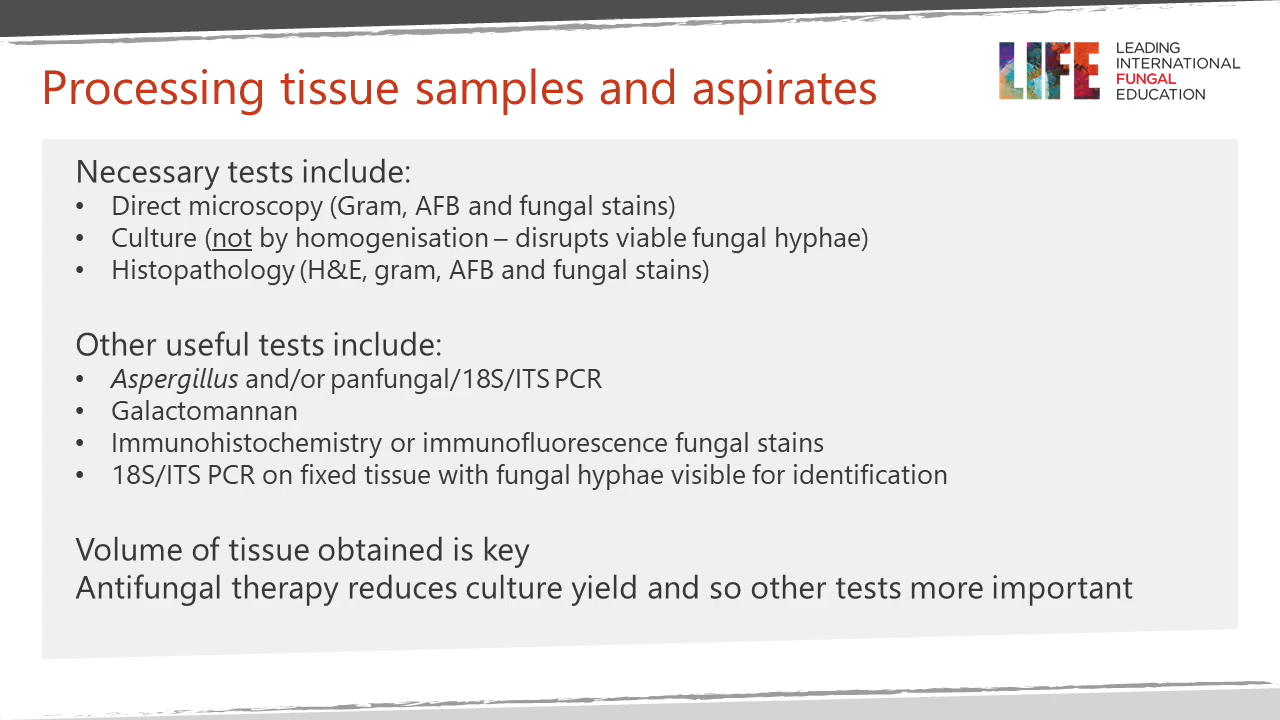 Processing tissue samples and aspirates
LIFE
LEADING
INTERNATIONAL
FUNGAL
EDUCATION
Necessary tests include:
• Direct microscopy (Gram, AFB and fungal stains)
• Culture (not by homogenisation – disrupts viable fungal hyphae)
• Histopathology (H&E, gram, AFB and fungal stains)
Other useful tests include:
• Aspergillus and/or panfungal/18S/ITS PCR
• Galactomannan
• Immunohistochemistry or immunofluorescence fungal stains
• 18S/ITS PCR on fixed tissue with fungal hyphae visible for identification
Volume of tissue obtained is key
Antifungal therapy reduces culture yield and so other tests more important